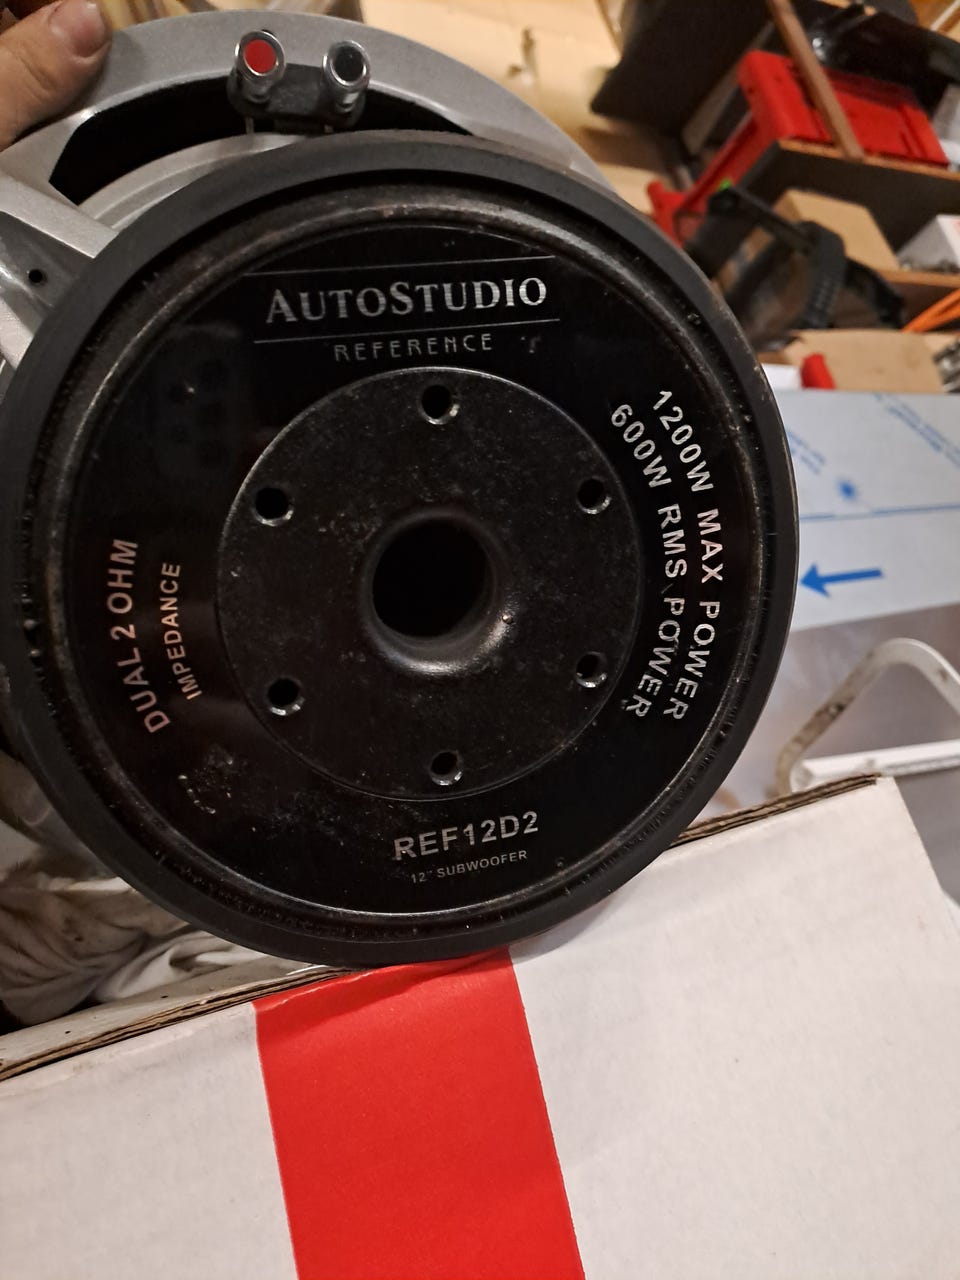 AUTOSTUDIO
REFERENCE
1200W MAX POWER
600W RMS POWER
DUAL 2 OHM
IMPEDANCE
REF12D2
12" SUBWOOFER